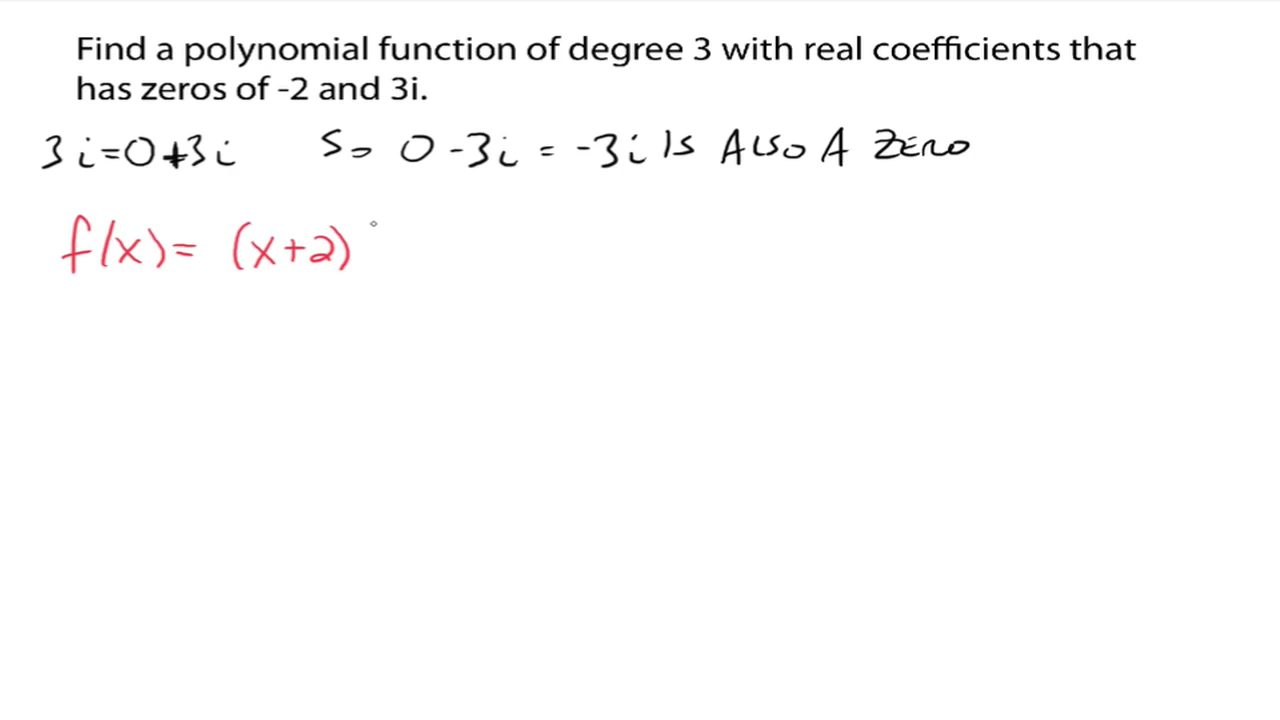 Find a polynomial function of degree 3 with real coefficients that
has zeros of -2 and 3i.
3i=0+3i So 0-3i = -3i IS ALSO A ZERO
f(x)= (x+2)